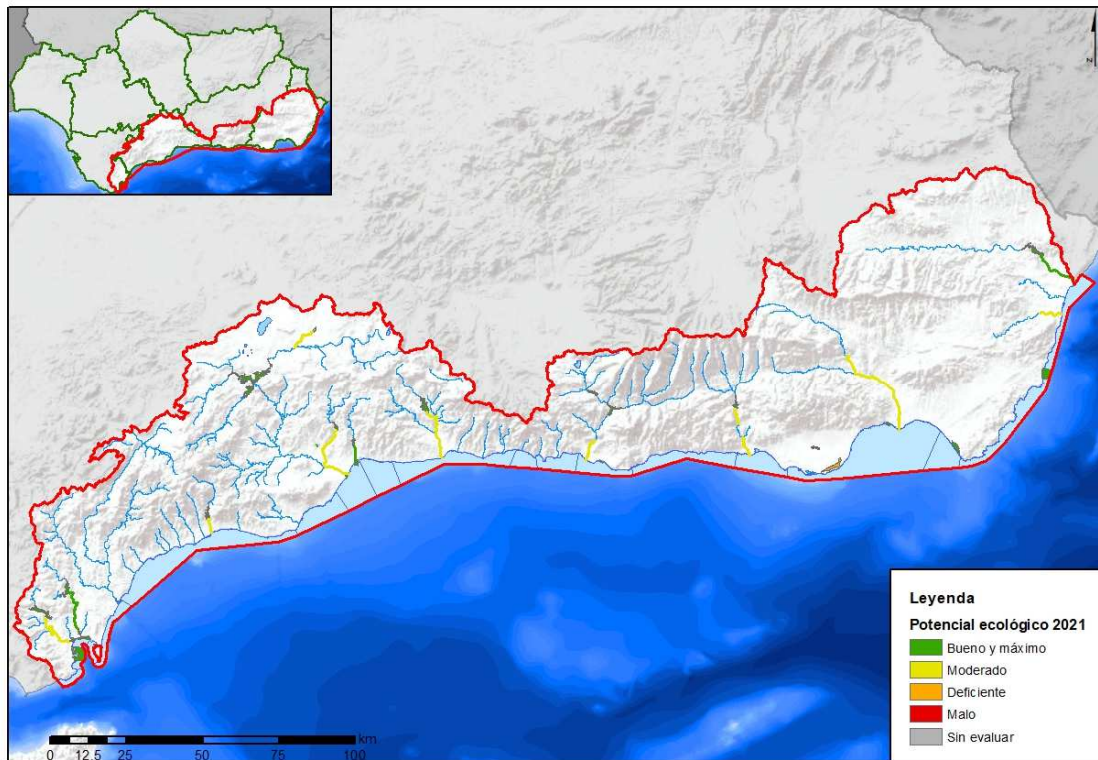 N
Leyenda
Potencial ecológico 2021
Bueno y máximo
Moderado
Deficiente
Malo
Sin evaluar
km
0 12.5 25 50 75 100